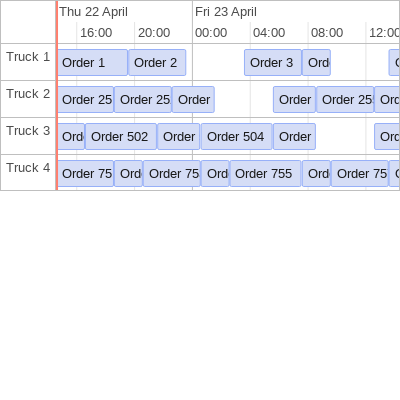 Thu 22 April Fri 23 April
16:00 20:00 00:00 04:00 08:00 12:00
Truck 1 Order 1 Order 2 Order 3 Ord
Truck 2 Order 25 Order 25 Order Order Order 25 Ord
Truck 3 Ord Order 502 Order Order 504 Order Ord
Truck 4 Order 75 Ord Order 75 Ord Order 755 Ord Order 75